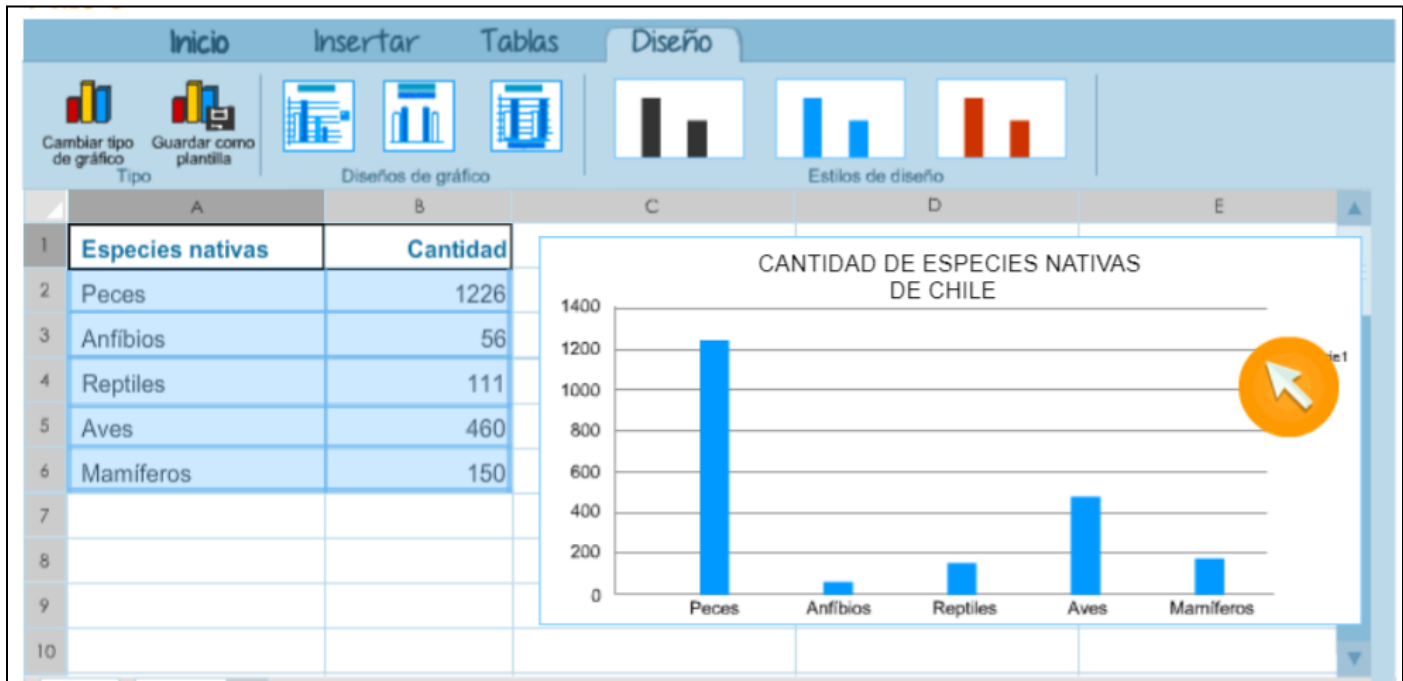 Inicio Insertar Tablas Diseño
Cambiar tipo de gráfico
Guardar como plantilla
Tipo
Diseños de gráfico
Estilos de diseño
A B C D E
1 Especies nativas Cantidad
2 Peces 1226
3 Anfíbios 56
4 Reptiles 111
5 Aves 460
6 Mamíferos 150
7
8
9
10
CANTIDAD DE ESPECIES NATIVAS
DE CHILE
1400
1200
1000
800
600
400
200
0
Peces Anfíbios Reptiles Aves Mamíferos